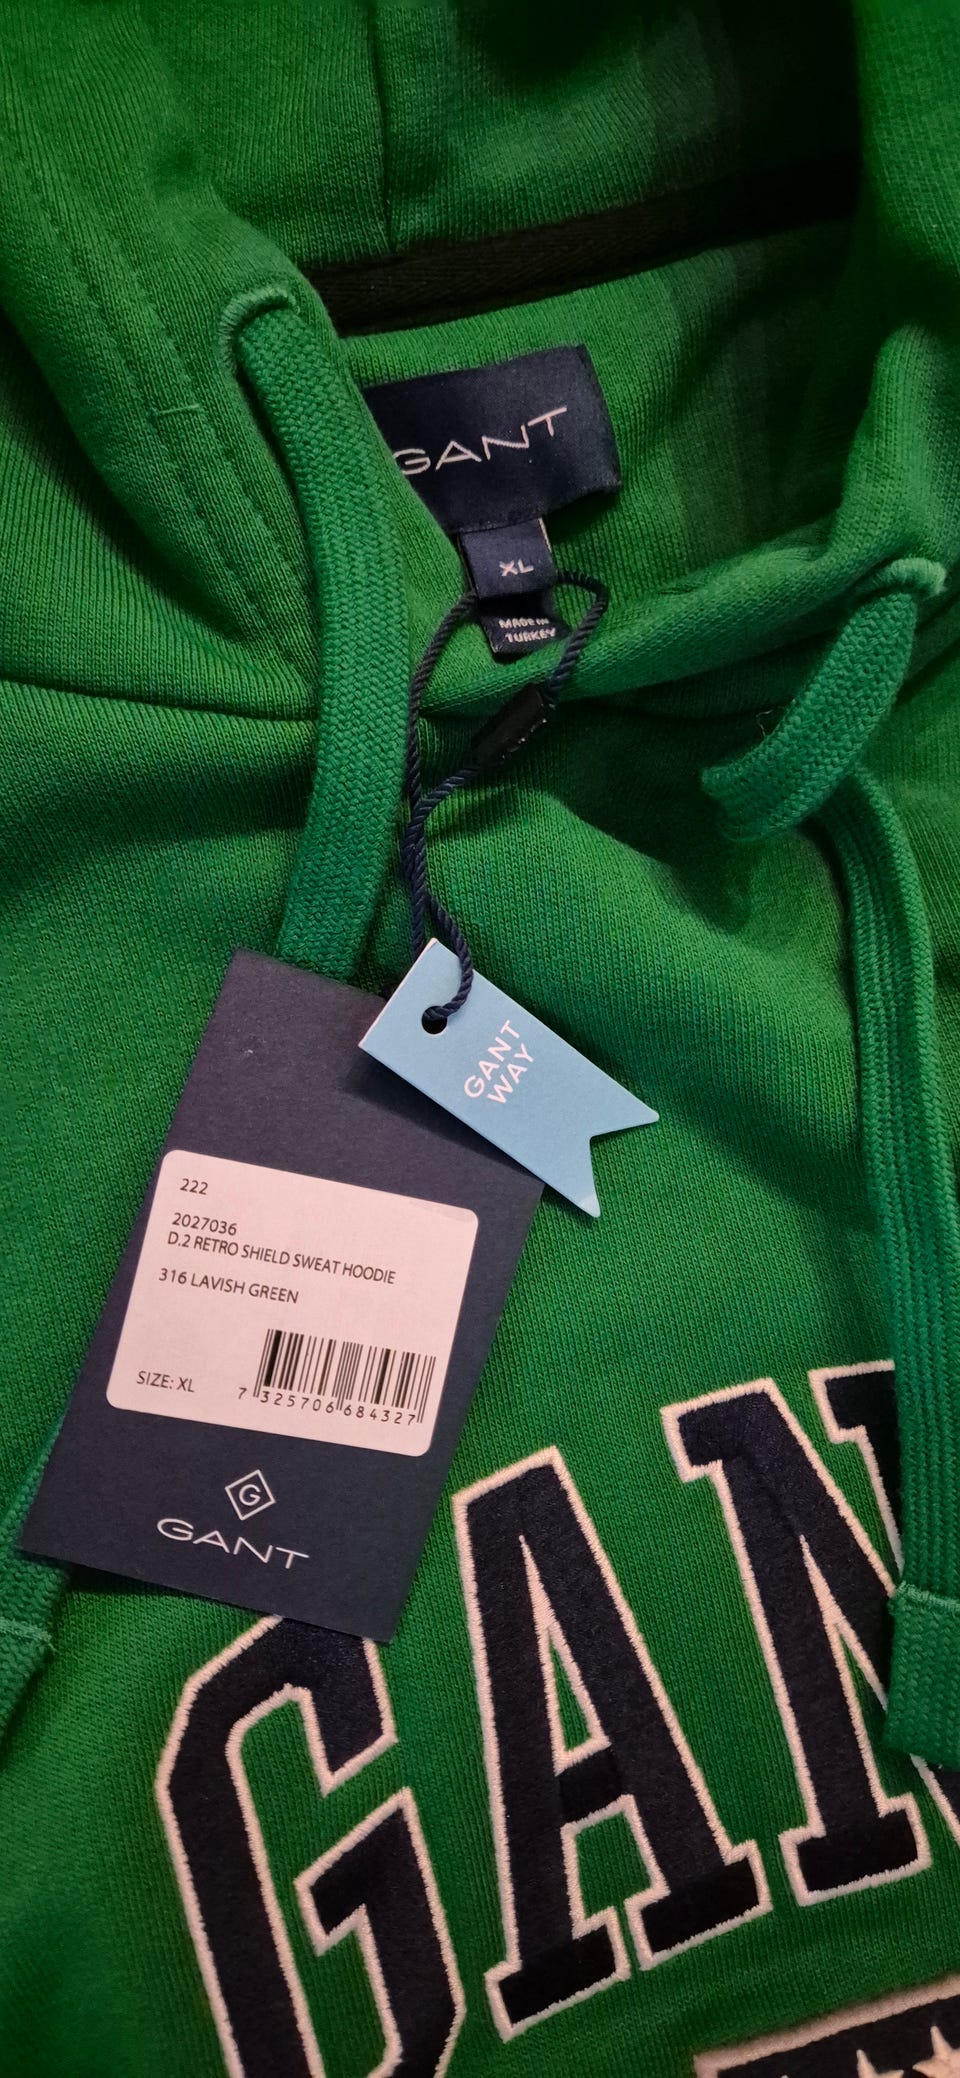 GANT
XL
MADE IN
TURKEY
GANT
WAY
222
2027036
D.2 RETRO SHIELD SWEAT HOODIE
316 LAVISH GREEN
SIZE: XL
7 325706 684327
G
GANT
GAN